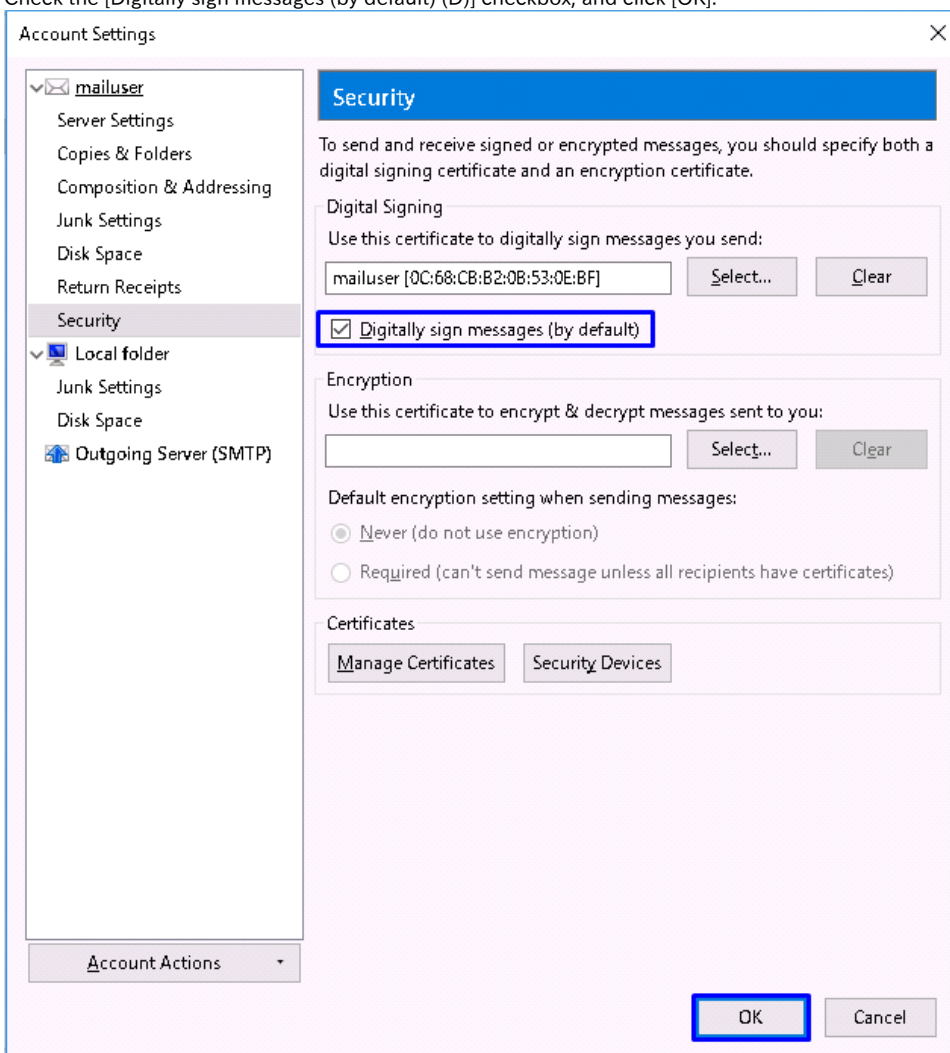 Check the [Digitally sign messages (by default) (D)] checkbox, and click [OK].
Account Settings
mailuser
Server Settings
Copies & Folders
Composition & Addressing
Junk Settings
Disk Space
Return Receipts
Security
Local folder
Junk Settings
Disk Space
Outgoing Server (SMTP)
Account Actions
Security
To send and receive signed or encrypted messages, you should specify both a
digital signing certificate and an encryption certificate.
Digital Signing
Use this certificate to digitally sign messages you send:
mailuser [0C:68:CB:B2:0B:53:0E:BF]
Select...
Clear
Digitally sign messages (by default)
Encryption
Use this certificate to encrypt & decrypt messages sent to you:
Select...
Clear
Default encryption setting when sending messages:
Never (do not use encryption)
Required (can't send message unless all recipients have certificates)
Certificates
Manage Certificates
Security Devices
OK
Cancel